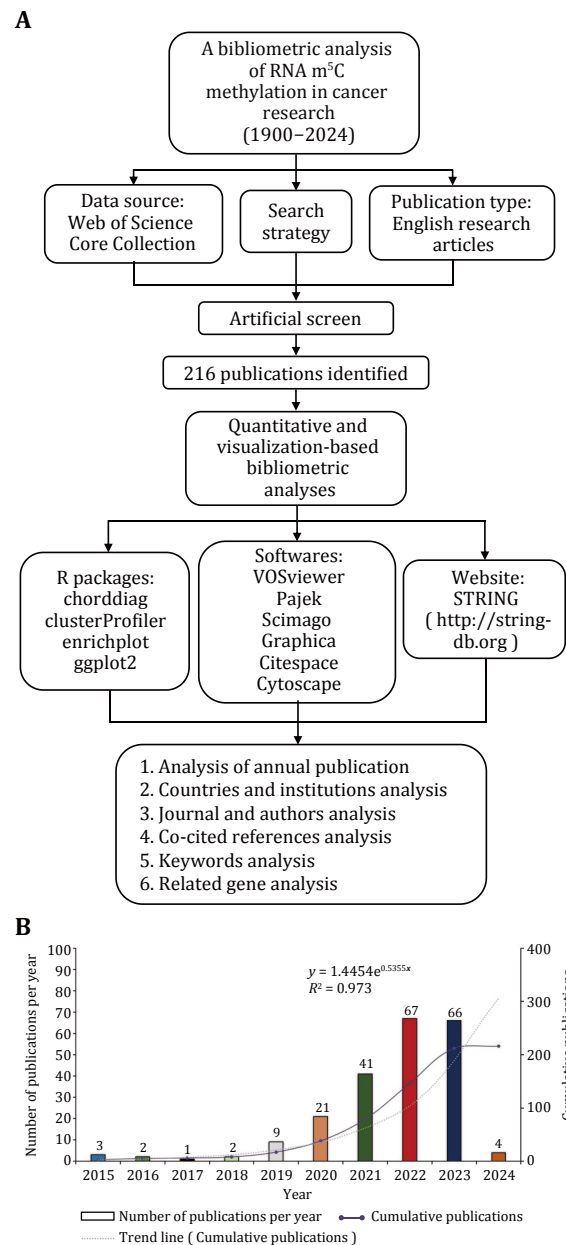 A
A bibliometric analysis
of RNA m⁵C
methylation in cancer
research
(1900–2024)
Data source:
Web of Science
Core Collection
Search
strategy
Publication type:
English research
articles
Artificial screen
216 publications identified
Quantitative and
visualization-based
bibliometric
analyses
R packages:
chorddiag
clusterProfiler
enrichplot
ggplot2
Softwares:
VOSviewer
Pajek
Scimago
Graphica
Citespace
Cytoscape
Website:
STRING
( http://string-
db.org )
1. Analysis of annual publication
2. Countries and institutions analysis
3. Journal and authors analysis
4. Co-cited references analysis
5. Keywords analysis
6. Related gene analysis
B
Number of publications per year
100
90
80
70
60
50
40
30
20
10
0
y = 1.4454e^0.5355x
R² = 0.973
3
2
1
2
9
21
41
67
66
4
400
300
200
100
0
Cumulative publications
2015 2016 2017 2018 2019 2020 2021 2022 2023 2024
Year
Number of publications per year
Cumulative publications
Trend line ( Cumulative publications )